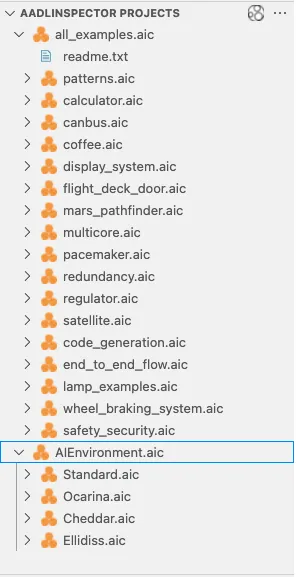 AADLINSPECTOR PROJECTS
all_examples.aic
readme.txt
patterns.aic
calculator.aic
canbus.aic
coffee.aic
display_system.aic
flight_deck_door.aic
mars_pathfinder.aic
multicore.aic
pacemaker.aic
redundancy.aic
regulator.aic
satellite.aic
code_generation.aic
end_to_end_flow.aic
lamp_examples.aic
wheel_braking_system.aic
safety_security.aic
AIEnvironment.aic
Standard.aic
Ocarina.aic
Cheddar.aic
Ellidiss.aic